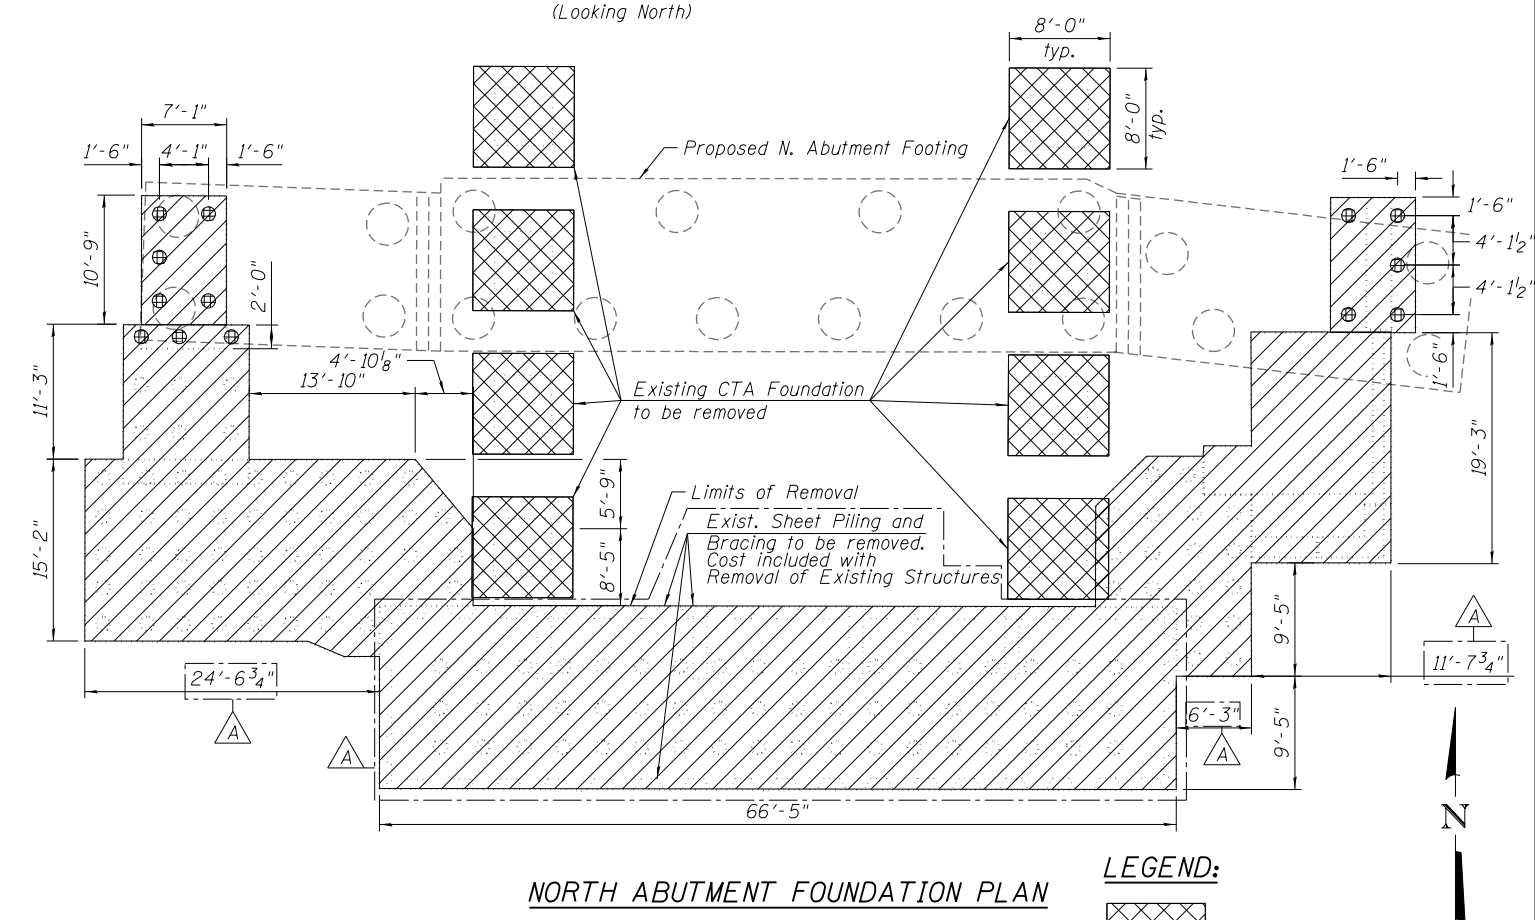 (Looking North)
8'-0"
typ.
8'-0"
typ.
7'-1"
1'-6"
4'-1"
1'-6"
Proposed N. Abutment Footing
1'-6"
1'-6"
4'-1½"
4'-1½"
1'-6"
10'-9"
2'-0"
4'-10⅛"
13'-10"
11'-3"
Existing CTA Foundation
to be removed
19'-3"
15'-2"
5'-9"
8'-5"
Limits of Removal
Exist. Sheet Piling and
Bracing to be removed.
Cost included with
Removal of Existing Structures
9'-5"
A
11'-7¾"
24'-6¾"
A
A
6'-3"
A
9'-5"
66'-5"
N
NORTH ABUTMENT FOUNDATION PLAN
LEGEND: